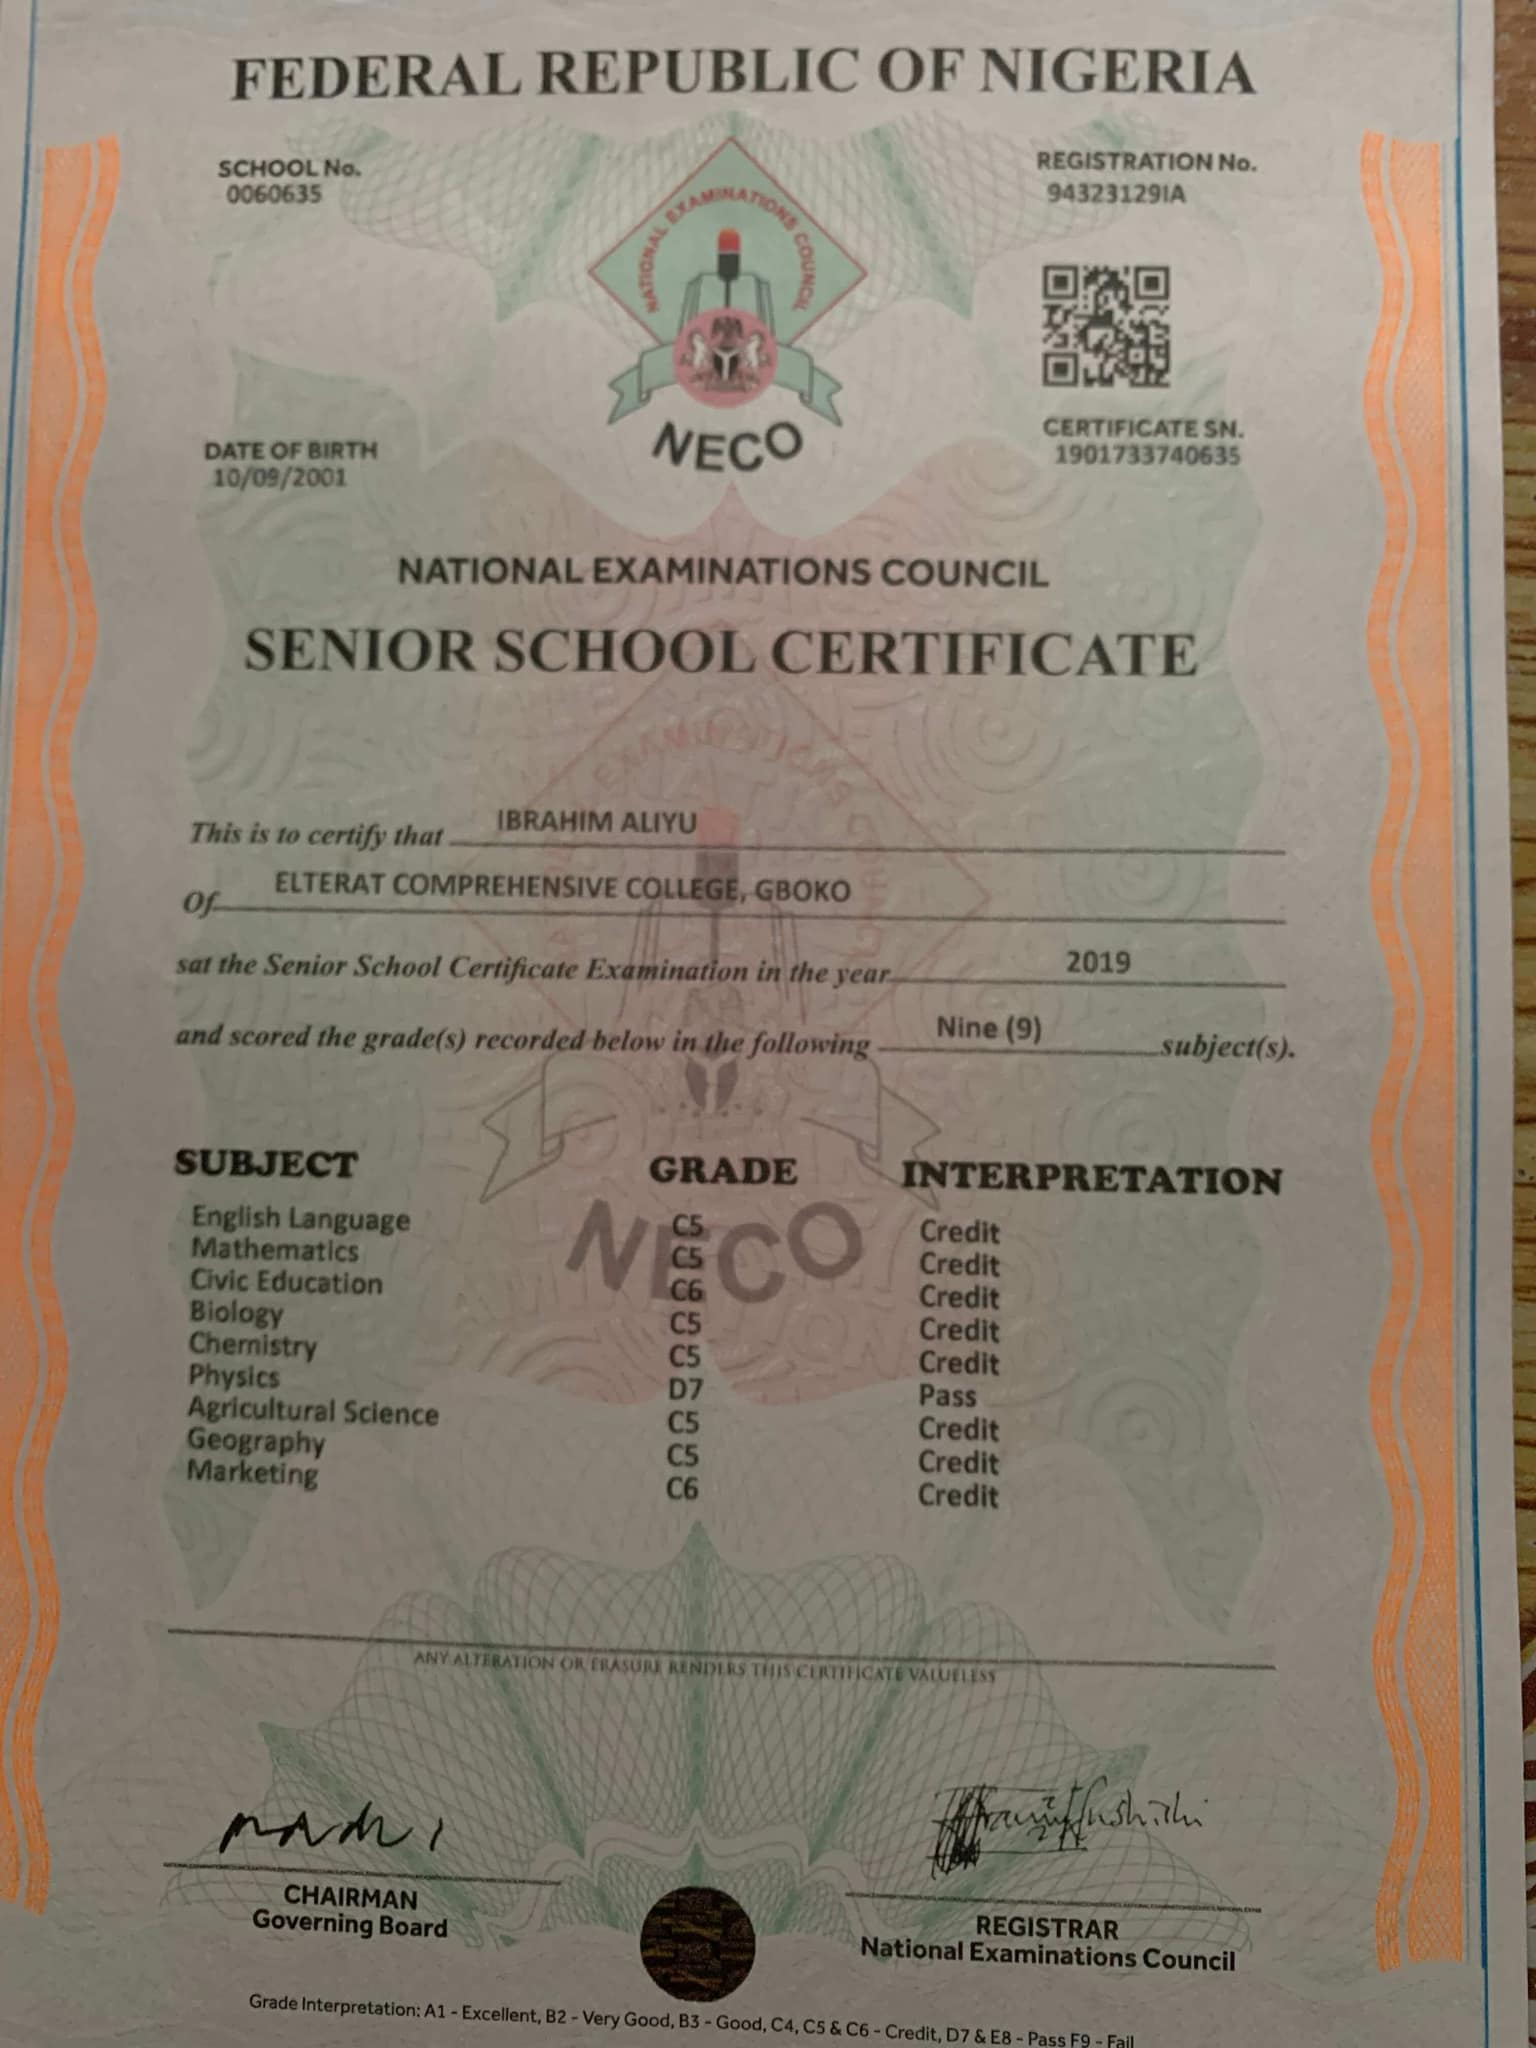 FEDERAL REPUBLIC OF NIGERIA
SCHOOL No.
0060635
REGISTRATION No.
94323129IA
NATIONAL EXAMINATIONS COUNCIL
NECO
DATE OF BIRTH
10/09/2001
CERTIFICATE SN.
1901733740635
NATIONAL EXAMINATIONS COUNCIL
SENIOR SCHOOL CERTIFICATE
This is to certify that IBRAHIM ALIYU
Of ELTERAT COMPREHENSIVE COLLEGE, GBOKO
sat the Senior School Certificate Examination in the year 2019
and scored the grade(s) recorded below in the following Nine (9) subject(s).
SUBJECT GRADE INTERPRETATION
English Language C5 Credit
Mathematics C5 Credit
Civic Education C6 Credit
Biology C5 Credit
Chemistry C5 Credit
Physics D7 Pass
Agricultural Science C5 Credit
Geography C5 Credit
Marketing C6 Credit
NECO
ANY ALTERATION OR ERASURE RENDERS THIS CERTIFICATE VALUELESS
CHAIRMAN
Governing Board
REGISTRAR
National Examinations Council
Grade Interpretation: A1 - Excellent, B2 - Very Good, B3 - Good, C4, C5 & C6 - Credit, D7 & E8 - Pass F9 - Fail